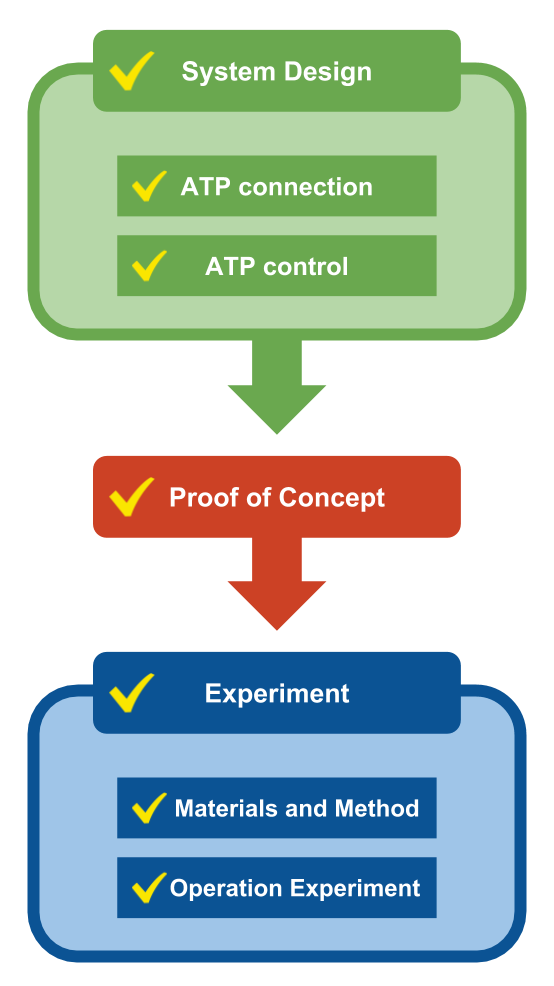 System Design
ATP connection
ATP control
Proof of Concept
Experiment
Materials and Method
Operation Experiment